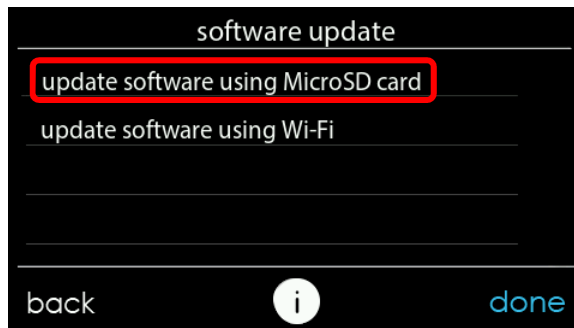 software update
update software using MicroSD card
update software using Wi-Fi
back i done